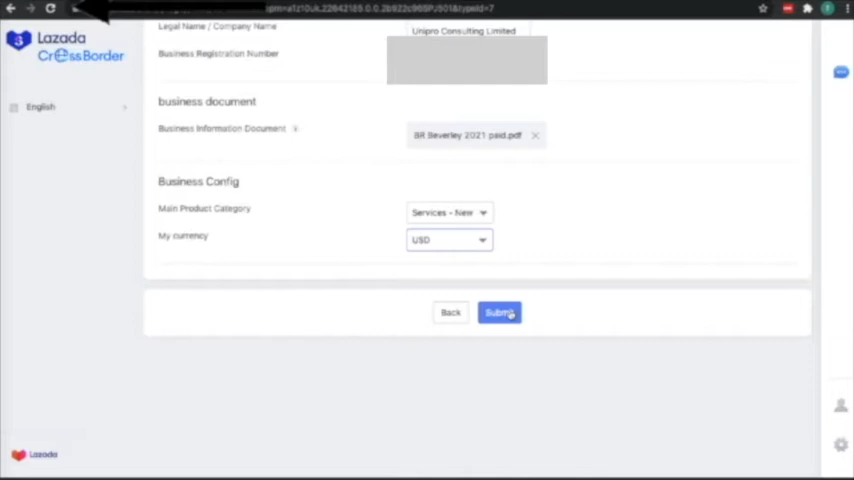 Legal Name / Company Name
Unipro Consulting Limited
Lazada
CrossBorder
Business Registration Number
English
business document
Business Information Document
BR Beverley 2021 paid.pdf
Business Config
Main Product Category
Services - New
My currency
USD
Back
Submit
Lazada